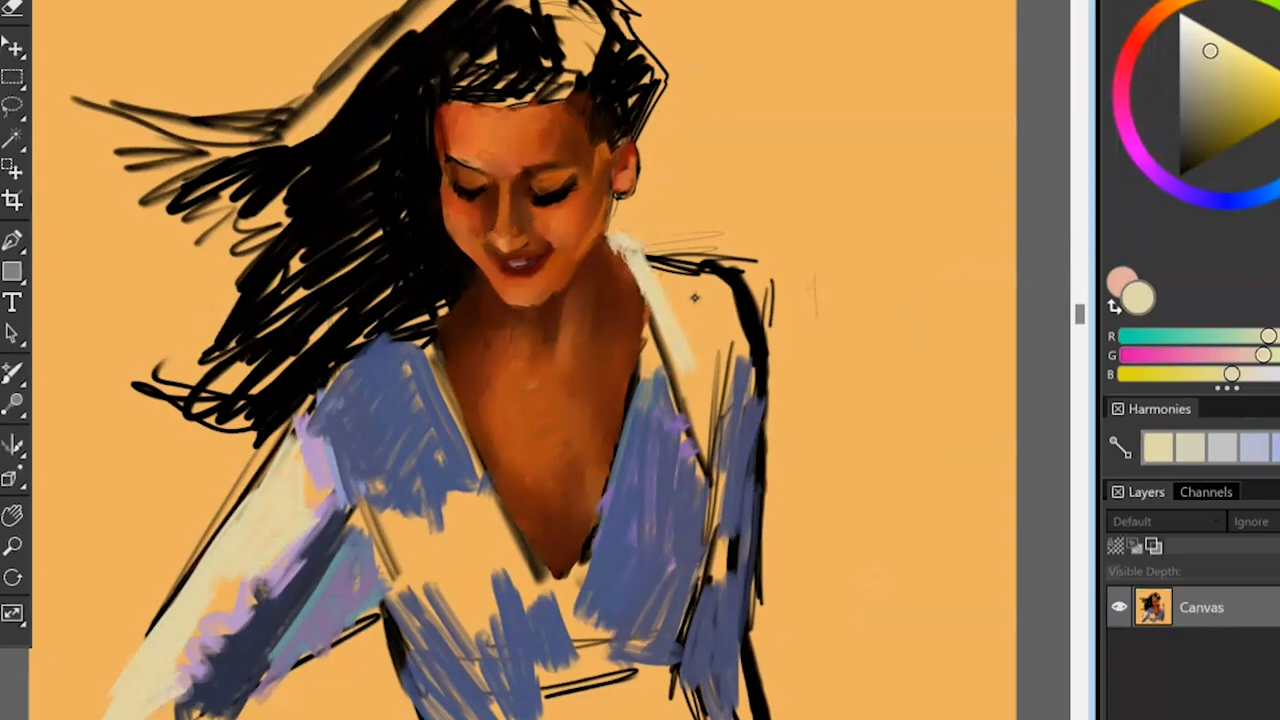 T
R
G
B
Harmonies
Layers Channels
Default Ignore
Visible Depth:
Canvas